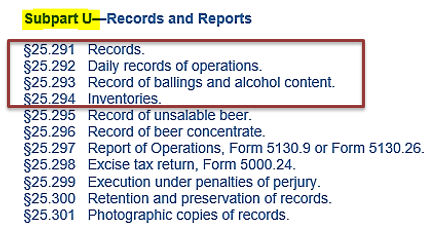 Subpart U—Records and Reports
§25.291 Records.
§25.292 Daily records of operations.
§25.293 Record of ballings and alcohol content.
§25.294 Inventories.
§25.295 Record of unsalable beer.
§25.296 Record of beer concentrate.
§25.297 Report of Operations, Form 5130.9 or Form 5130.26.
§25.298 Excise tax return, Form 5000.24.
§25.299 Execution under penalties of perjury.
§25.300 Retention and preservation of records.
§25.301 Photographic copies of records.